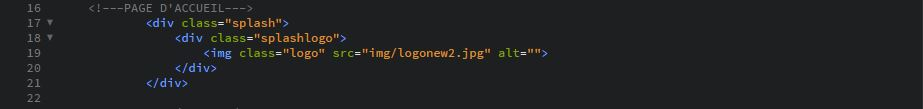 16 <!---PAGE D'ACCUEIL--->
17 <div class="splash">
18 <div class="splashlogo">
19 <img class="logo" src="img/logonew2.jpg" alt="">
20 </div>
21 </div>
22